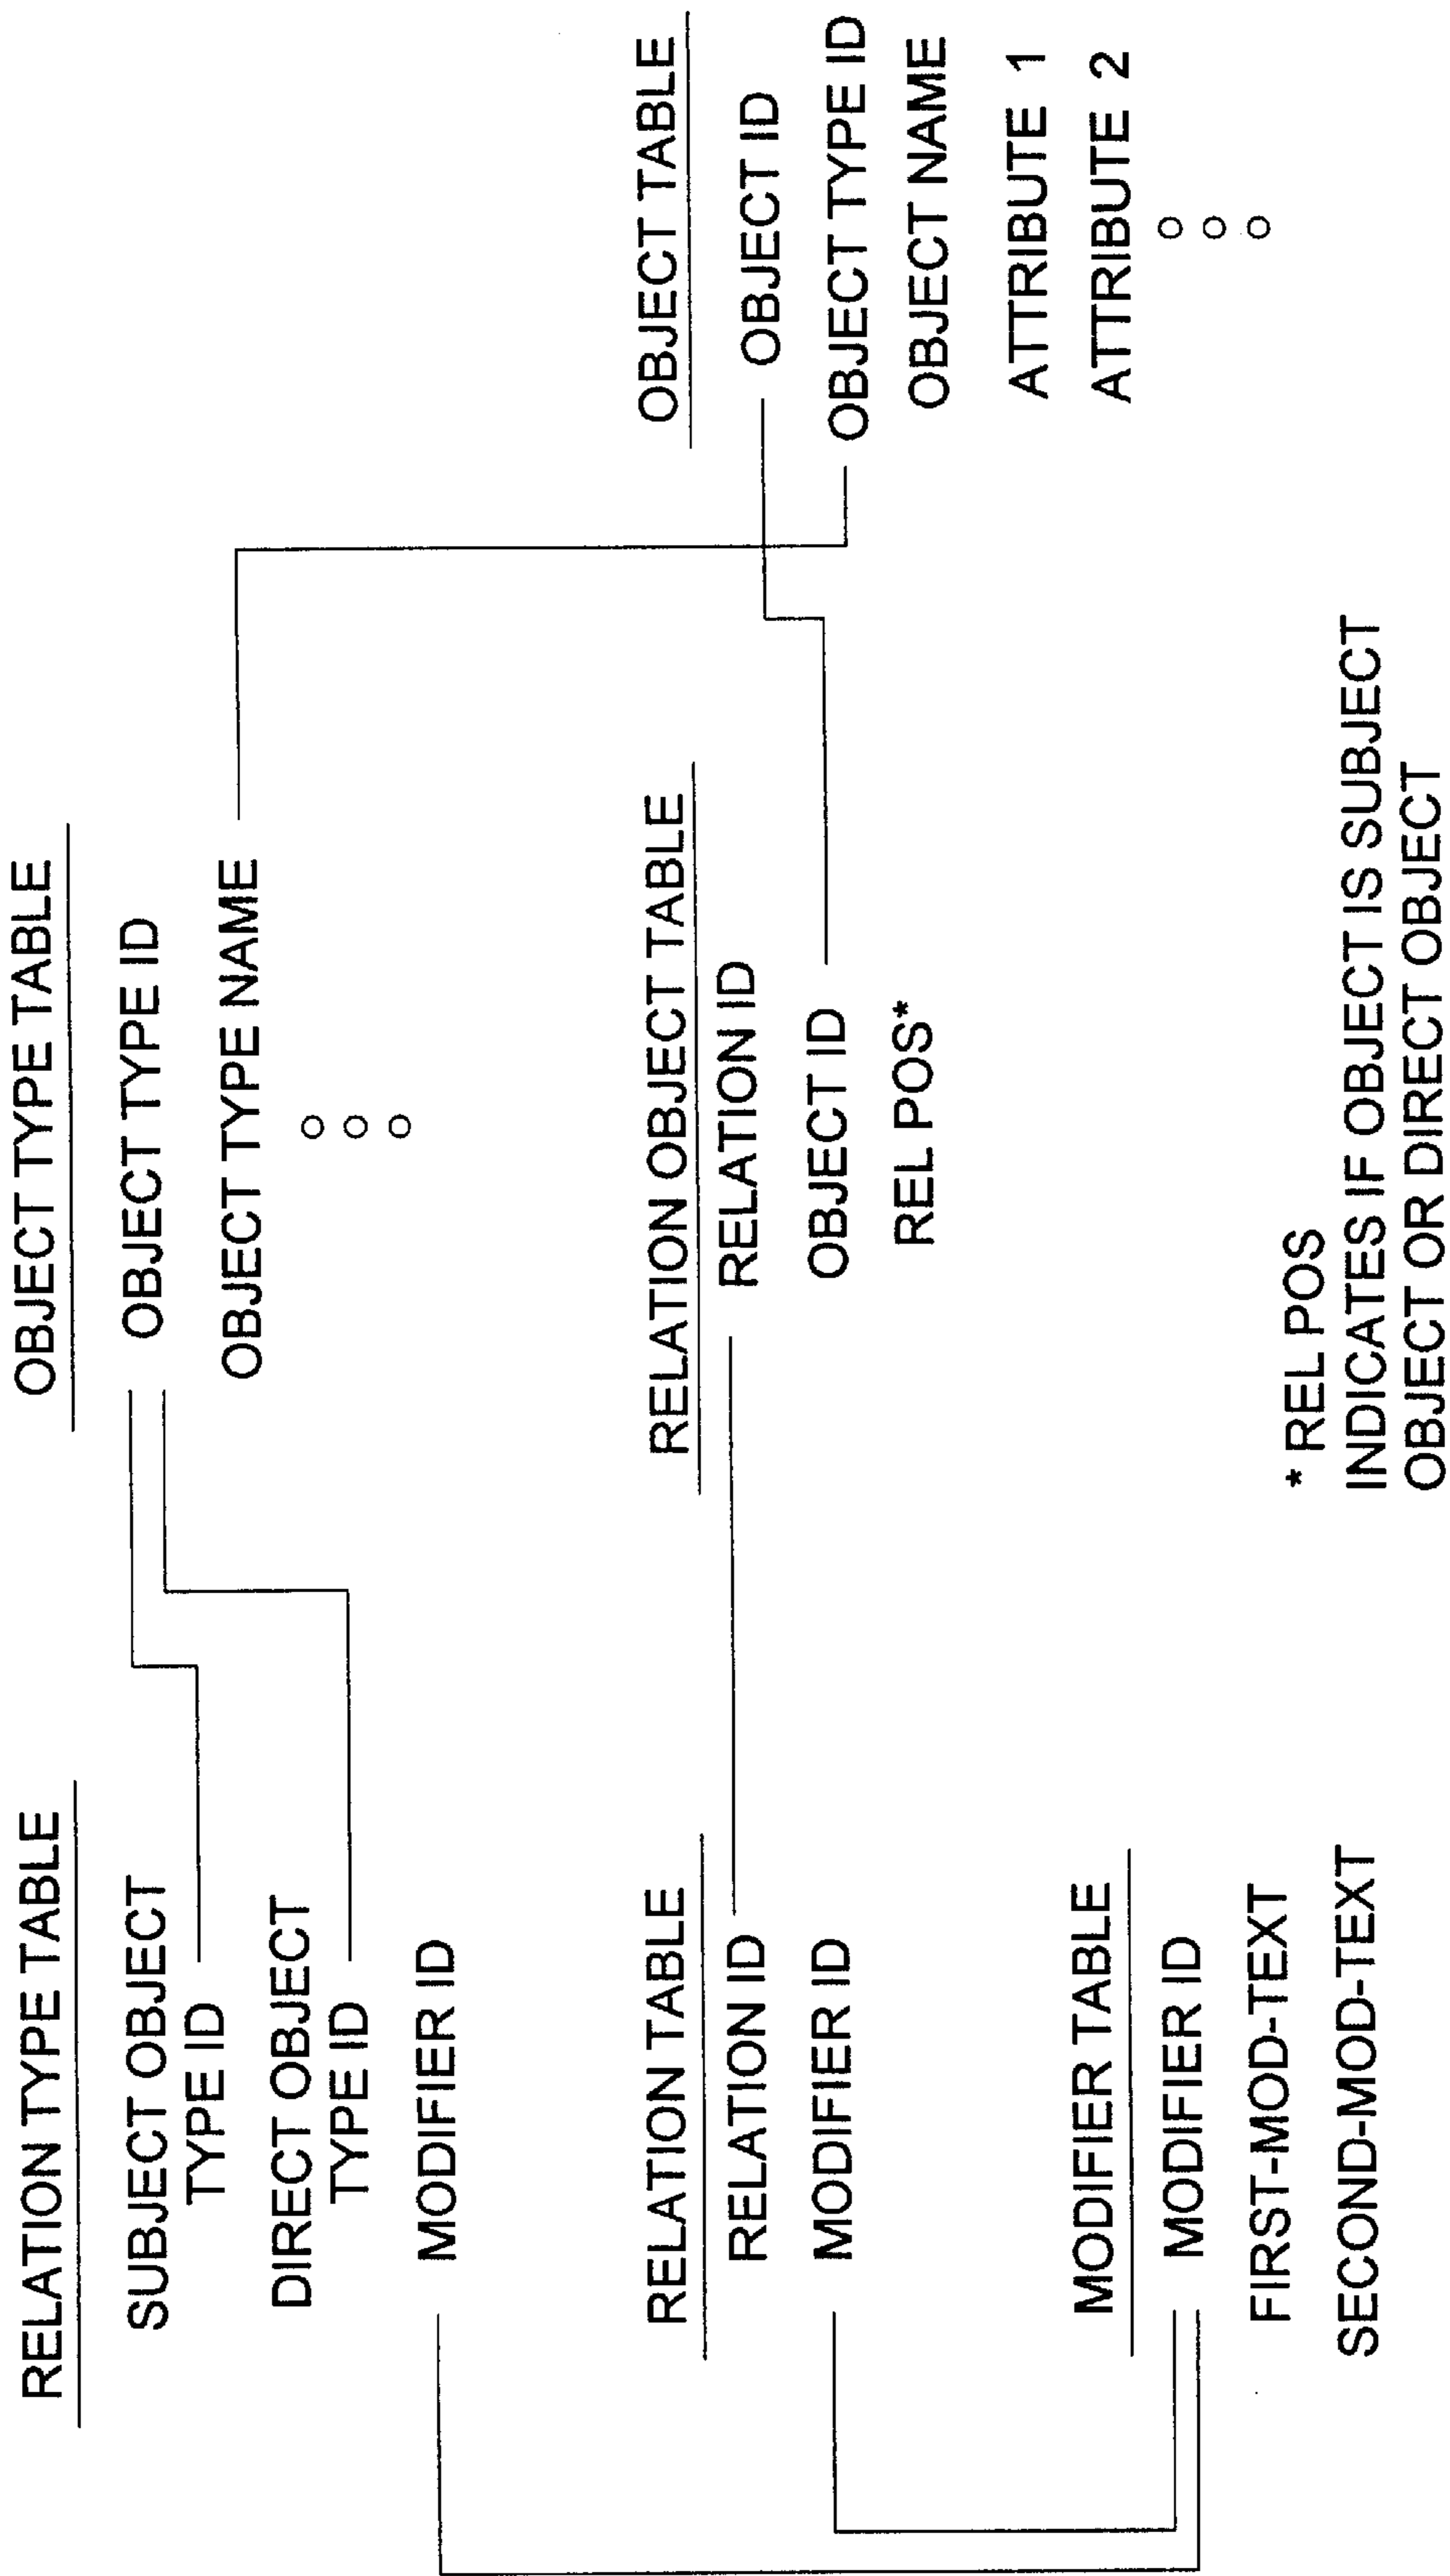 RELATION TYPE TABLE
SUBJECT OBJECT
TYPE ID
DIRECT OBJECT
TYPE ID
MODIFIER ID
OBJECT TYPE TABLE
OBJECT TYPE ID
OBJECT TYPE NAME
RELATION TABLE
RELATION ID
MODIFIER ID
RELATION OBJECT TABLE
RELATION ID
OBJECT ID
REL POS*
OBJECT TABLE
OBJECT ID
OBJECT TYPE ID
OBJECT NAME
ATTRIBUTE 1
ATTRIBUTE 2
MODIFIER TABLE
MODIFIER ID
FIRST-MOD-TEXT
SECOND-MOD-TEXT
* REL POS
INDICATES IF OBJECT IS SUBJECT
OBJECT OR DIRECT OBJECT